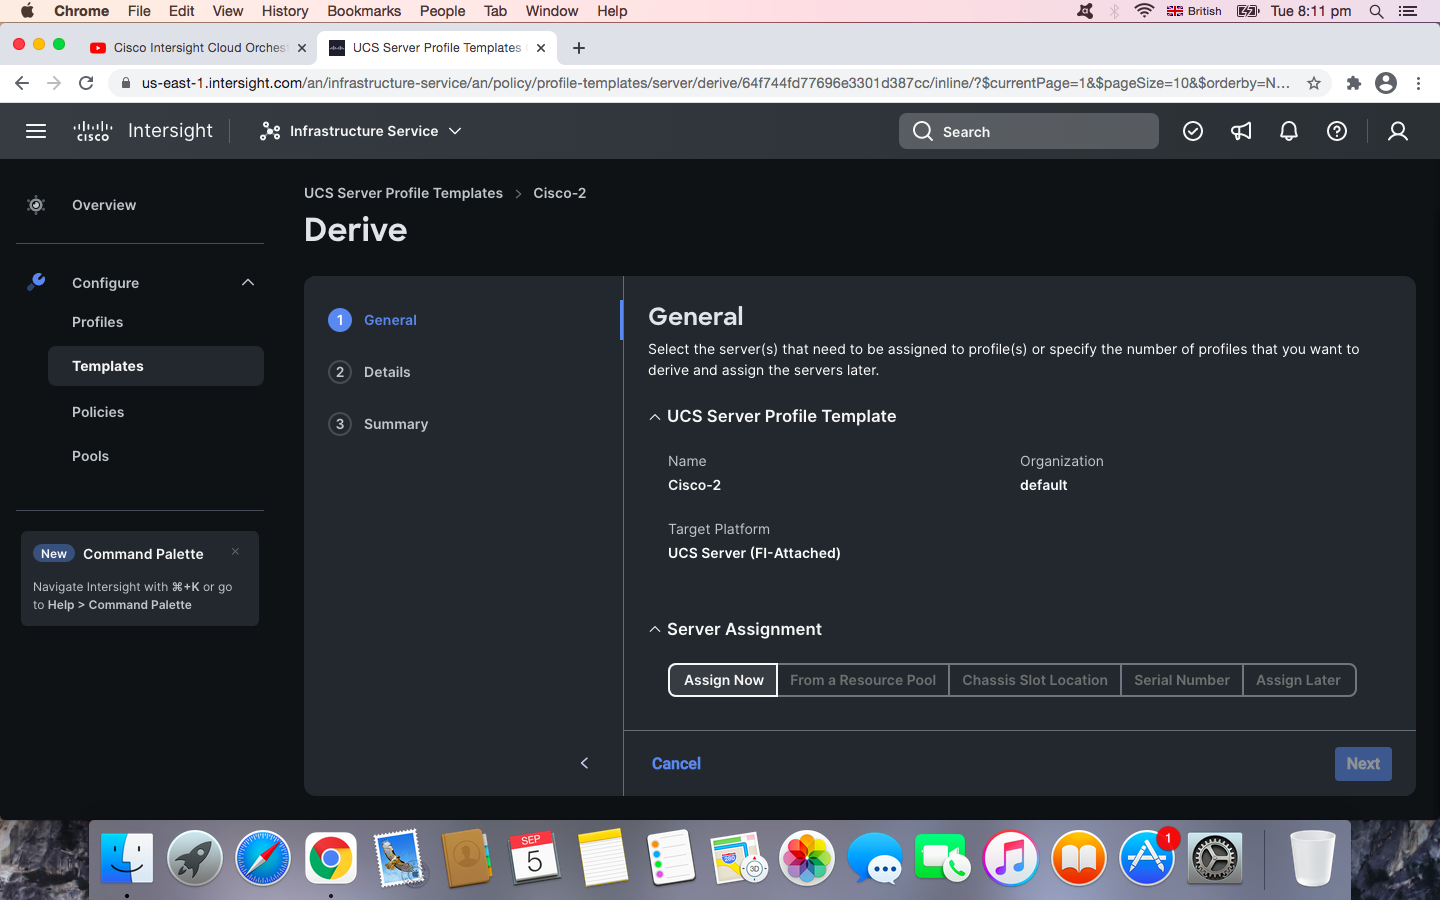 Chrome File Edit View History Bookmarks People Tab Window Help British Tue 8:11 pm
Cisco Intersight Cloud Orchest
UCS Server Profile Templates
us-east-1.intersight.com/an/infrastructure-service/an/policy/profile-templates/server/derive/64f744fd77696e3301d387cc/inline/?$currentPage=1&$pageSize=10&$orderby=N...
CISCO Intersight
Infrastructure Service
Search
Overview
Configure
Profiles
Templates
Policies
Pools
New Command Palette
Navigate Intersight with ⌘+K or go
to Help > Command Palette
UCS Server Profile Templates > Cisco-2
Derive
1 General
2 Details
3 Summary
General
Select the server(s) that need to be assigned to profile(s) or specify the number of profiles that you want to
derive and assign the servers later.
UCS Server Profile Template
Name
Cisco-2
Organization
default
Target Platform
UCS Server (FI-Attached)
Server Assignment
Assign Now From a Resource Pool Chassis Slot Location Serial Number Assign Later
Cancel
Next
SEP
5
280
3D
1